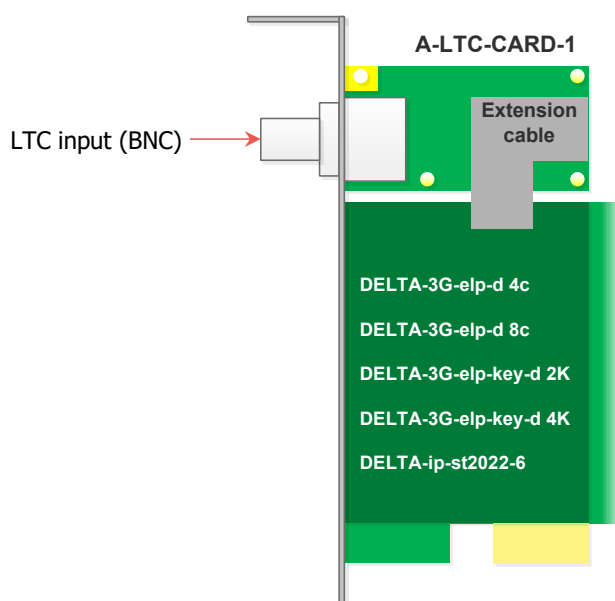 A-LTC-CARD-1
Extension
cable
LTC input (BNC)
DELTA-3G-elp-d 4c
DELTA-3G-elp-d 8c
DELTA-3G-elp-key-d 2K
DELTA-3G-elp-key-d 4K
DELTA-ip-st2022-6